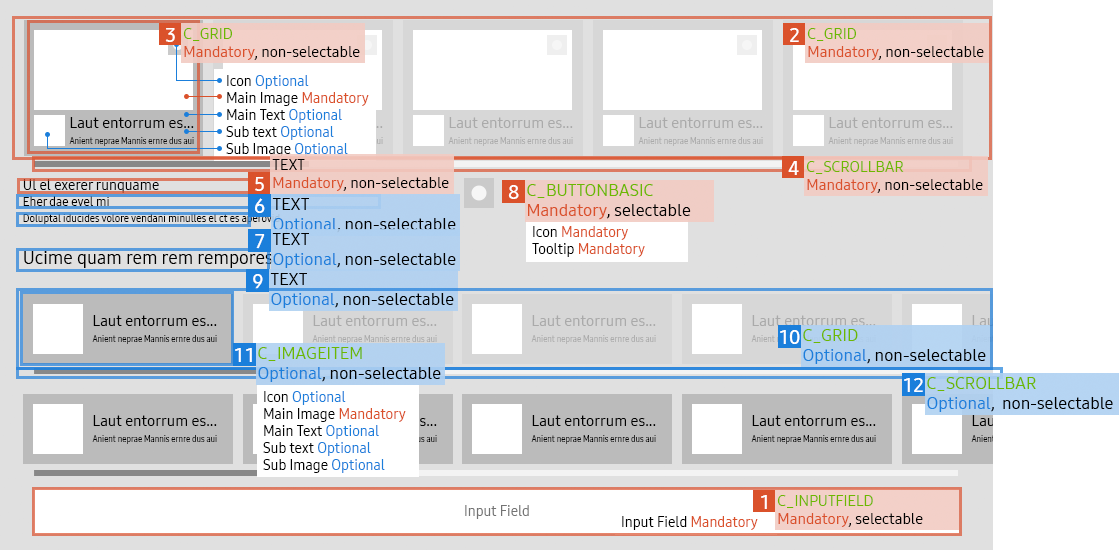 3 C_GRID
Mandatory, non-selectable
2 C_GRID
Mandatory, non-selectable
Icon Optional
Main Image Mandatory
Main Text Optional
Sub text Optional
Sub Image Optional
Laut entorrum es...
Anient neprae Mannis ernre dus aui
Laut entorrum es...
Anient neprae Mannis ernre dus aui
Laut entorrum es...
Anient neprae Mannis ernre dus aui
Laut entorrum es...
Anient neprae Mannis ernre dus aui
TEXT
5 Mandatory, non-selectable
4 C_SCROLLBAR
Mandatory, non-selectable
Ut el exerer runquame
Eher dae evel mi
6 TEXT
Optional, non-selectable
8 C_BUTTONBASIC
Mandatory, selectable
Icon Mandatory
Tooltip Mandatory
Doluptat iducides volore vendani minulles el ct es aperov
7 TEXT
Optional, non-selectable
Ucime quam rem rem rempores
9 TEXT
Optional, non-selectable
Laut entorrum es...
Anient neprae Mannis ernre dus aui
Laut entorrum es...
Anient neprae Mannis ernre dus aui
Laut entorrum es...
Anient neprae Mannis ernre dus aui
Laut entorrum es...
Anient neprae Mannis ernre dus aui
10 C_GRID
Optional, non-selectable
11 C_IMAGEITEM
Optional, non-selectable
Icon Optional
Main Image Mandatory
Main Text Optional
Sub text Optional
Sub Image Optional
12 C_SCROLLBAR
Optional, non-selectable
Laut entorrum es...
Anient neprae Mannis ernre dus aui
Laut entorrum es...
Anient neprae Mannis ernre dus aui
Laut entorrum es...
Anient neprae Mannis ernre dus aui
Input Field
Input Field Mandatory
1 C_INPUTFIELD
Mandatory, selectable